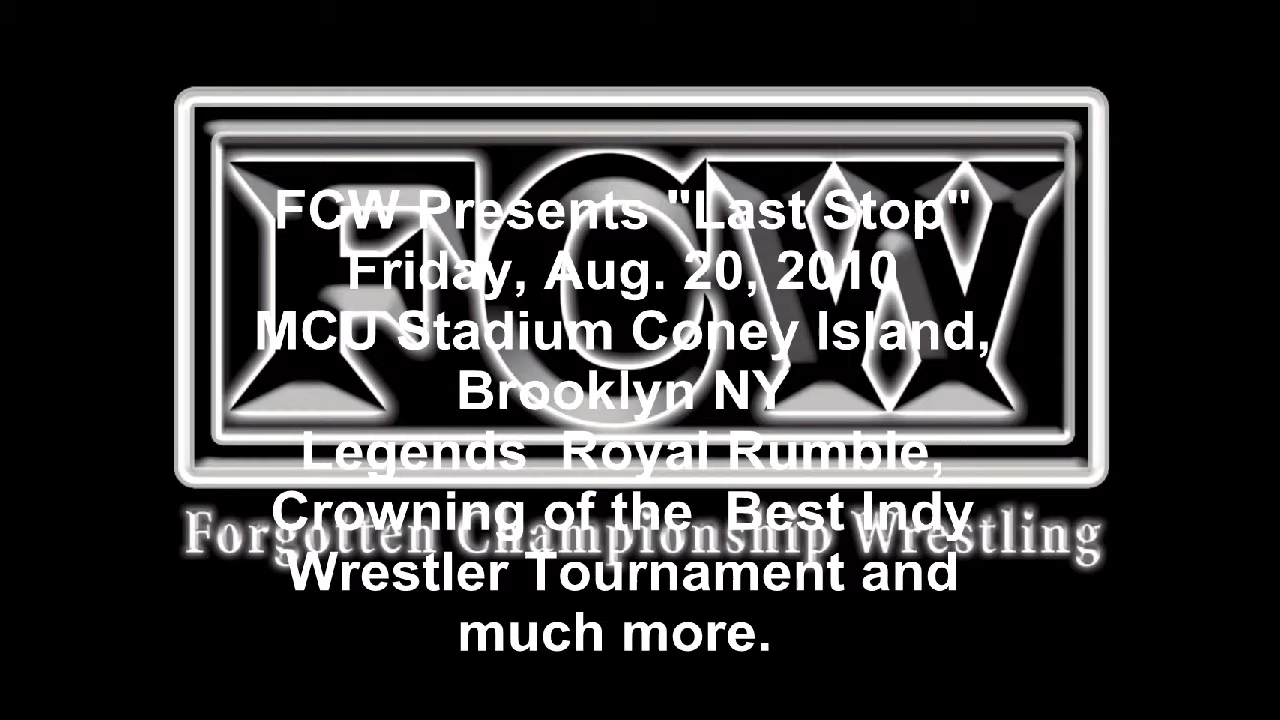 FCW
FCW Presents "Last Stop"
Friday, Aug. 20, 2010
MCU Stadium Coney Island,
Brooklyn NY
Legends  Royal Rumble,
Crowning of the  Best Indy
Forgotten Championship Wrestling
Wrestler Tournament and
much more.